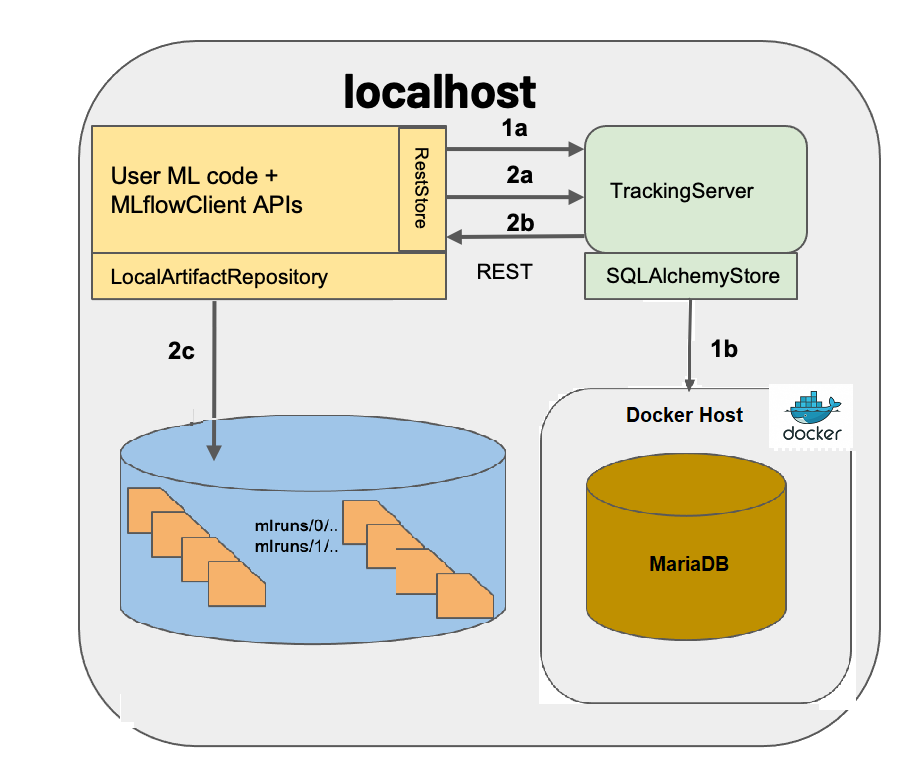 localhost
1a
User ML code +
MLflowClient APIs
RestStore
2a
TrackingServer
2b
LocalArtifactRepository
REST
SQLAlchemyStore
2c
1b
Docker Host
docker
mlruns/0/..
mlruns/1/..
MariaDB